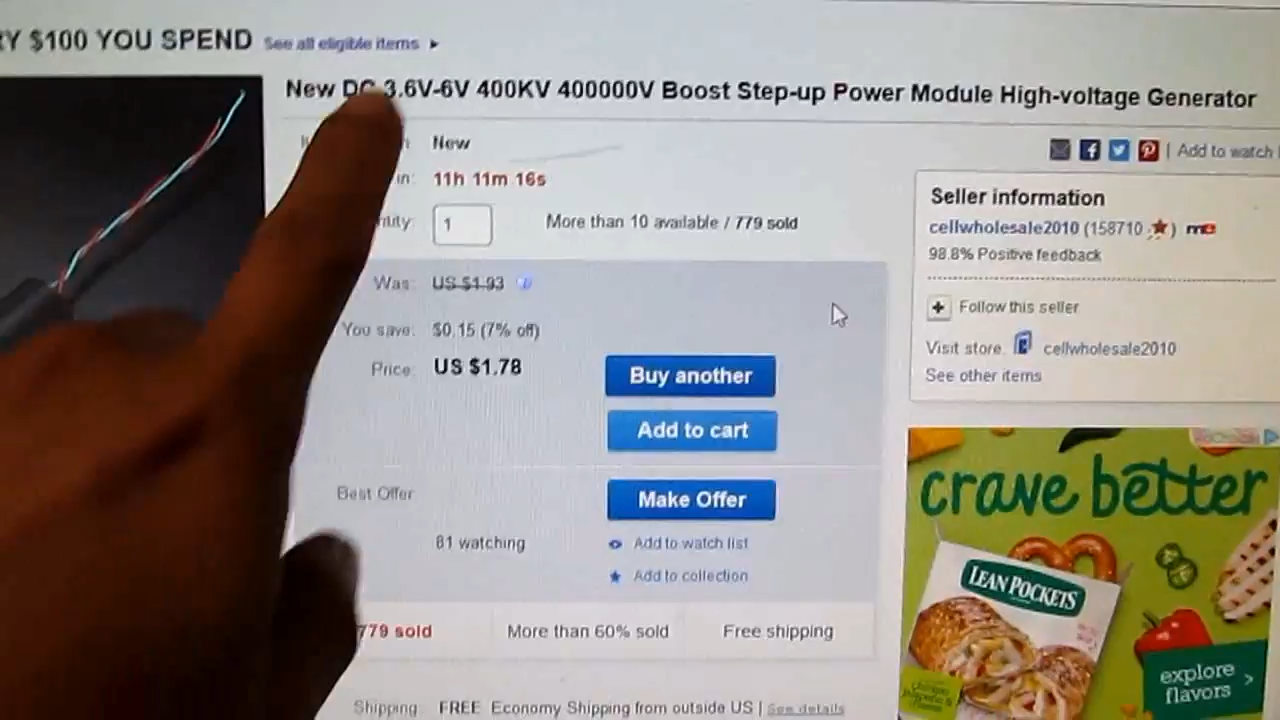 RY $100 YOU SPEND See all eligible items
New DC 3.6V-6V 400KV 400000V Boost Step-up Power Module High-voltage Generator
New
in: 11h 11m 16s
1 More than 10 available / 779 sold
Was: US $1.93
You save: $0.15 (7% off)
Price: US $1.78
Buy another
Add to cart
Best Offer:
Make Offer
81 watching
Add to watch list
Add to collection
779 sold More than 60% sold Free shipping
Shipping: FREE Economy Shipping from outside US | See details
| Add to watch
Seller information
cellwholesale2010 (158710 )
98.8% Positive feedback
+ Follow this seller
Visit store: cellwholesale2010
See other items
crave better
LEAN POCKETS
explore
flavors >